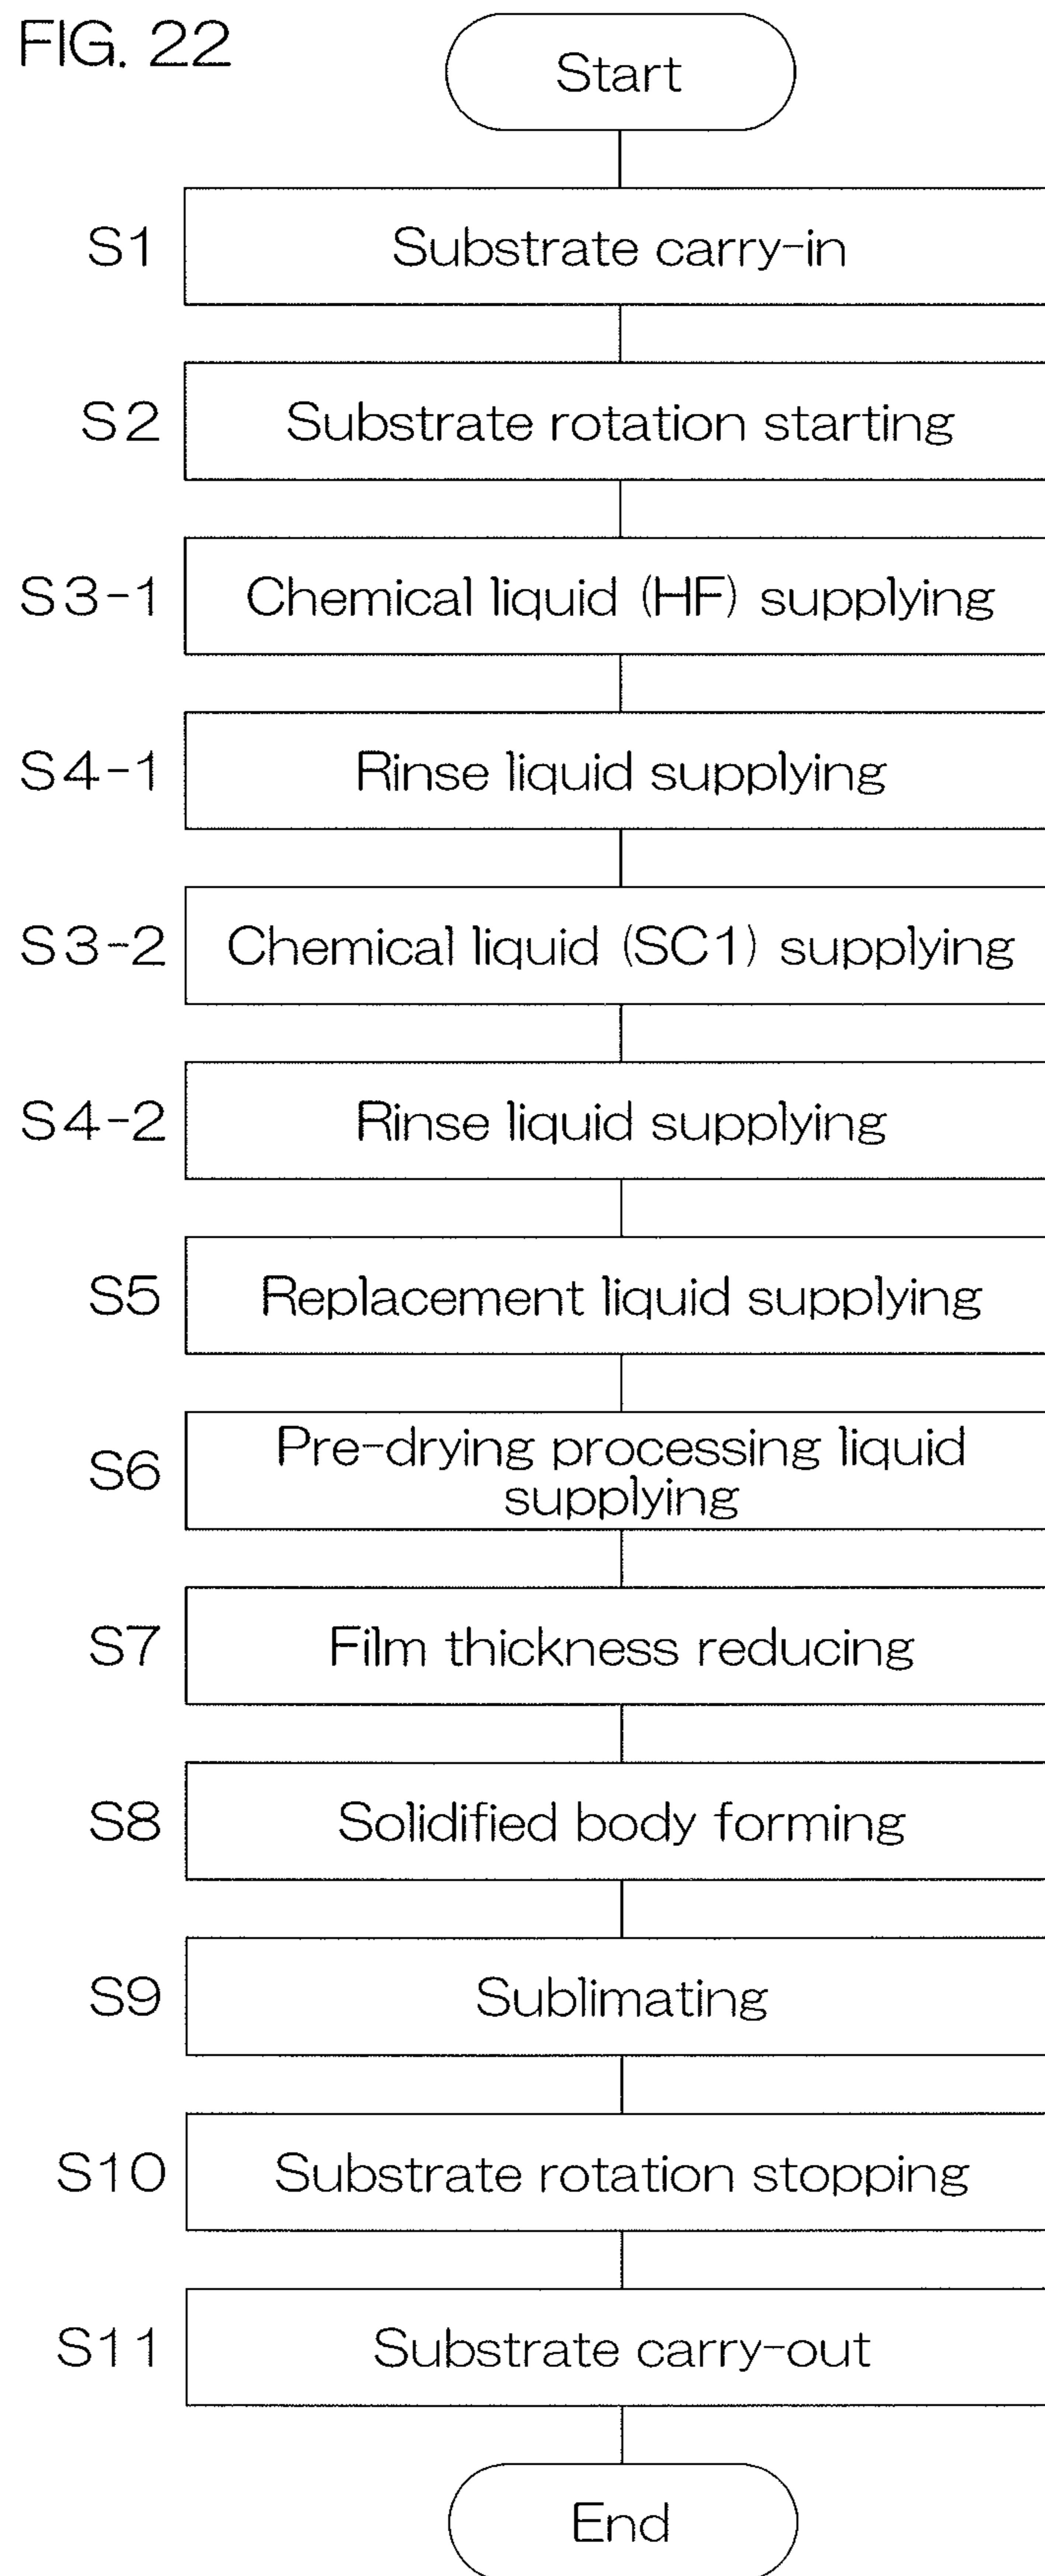 FIG. 22
Start
S1 Substrate carry-in
S2 Substrate rotation starting
S3-1 Chemical liquid (HF) supplying
S4-1 Rinse liquid supplying
S3-2 Chemical liquid (SC1) supplying
S4-2 Rinse liquid supplying
S5 Replacement liquid supplying
S6 Pre-drying processing liquid
supplying
S7 Film thickness reducing
S8 Solidified body forming
S9 Sublimating
S10 Substrate rotation stopping
S11 Substrate carry-out
End